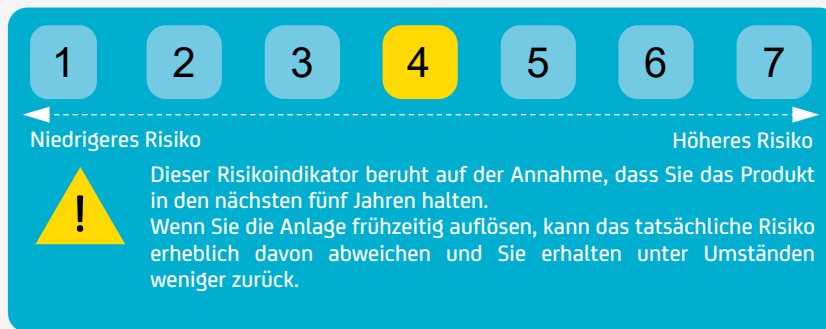 1 2 3 4 5 6 7
Niedrigeres Risiko Höheres Risiko
!
Dieser Risikoindikator beruht auf der Annahme, dass Sie das Produkt
in den nächsten fünf Jahren halten.
Wenn Sie die Anlage frühzeitig auflösen, kann das tatsächliche Risiko
erheblich davon abweichen und Sie erhalten unter Umständen
weniger zurück.